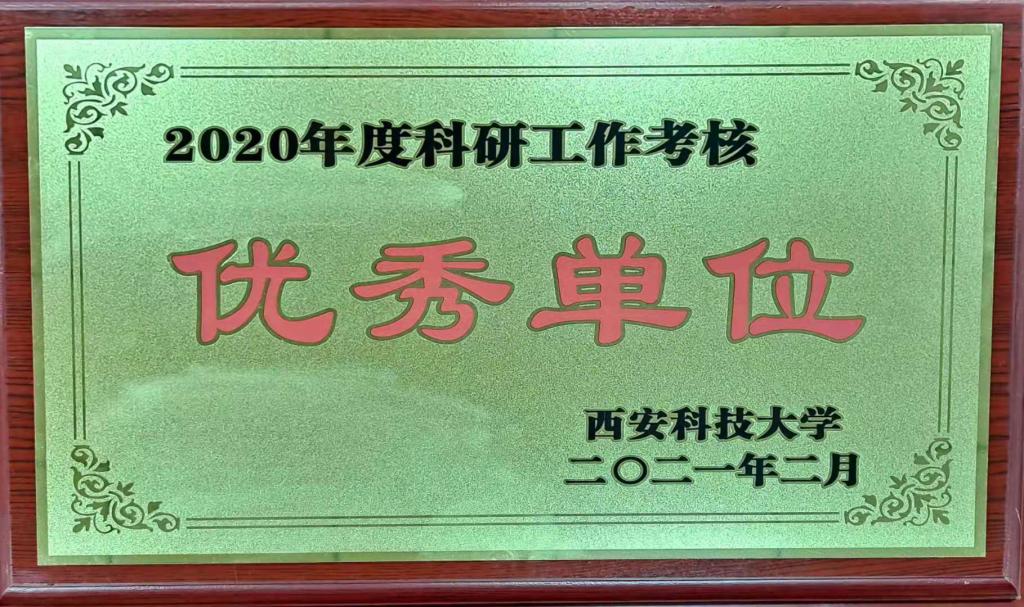 2020年度科研工作考核
优秀单位
西安科技大学
二〇二一年二月